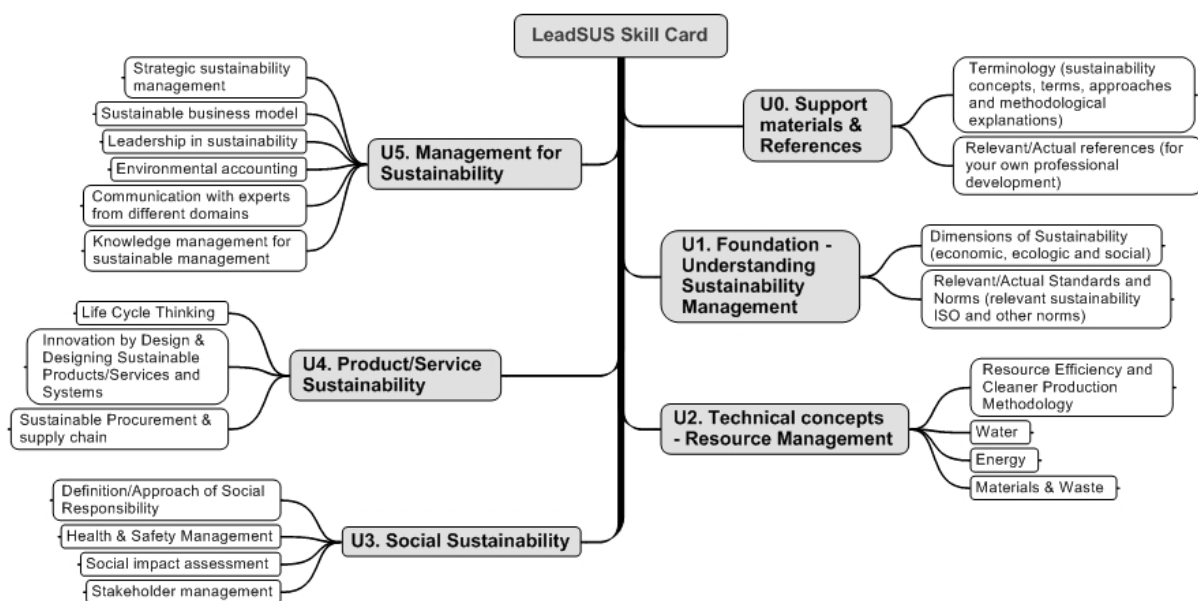 LeadSUS Skill Card
U0. Support
materials &
References
Terminology (sustainability
concepts, terms, approaches
and methodological
explanations)
Relevant/Actual references (for
your own professional
development)
U1. Foundation -
Understanding
Sustainability
Management
Dimensions of Sustainability
(economic, ecologic and social)
Relevant/Actual Standards and
Norms (relevant sustainability
ISO and other norms)
U2. Technical concepts
- Resource Management
Resource Efficiency and
Cleaner Production
Methodology
Water
Energy
Materials & Waste
U3. Social Sustainability
Definition/Approach of Social
Responsibility
Health & Safety Management
Social impact assessment
Stakeholder management
U4. Product/Service
Sustainability
Life Cycle Thinking
Innovation by Design &
Designing Sustainable
Products/Services and
Systems
Sustainable Procurement &
supply chain
U5. Management for
Sustainability
Strategic sustainability
management
Sustainable business model
Leadership in sustainability
Environmental accounting
Communication with experts
from different domains
Knowledge management for
sustainable management